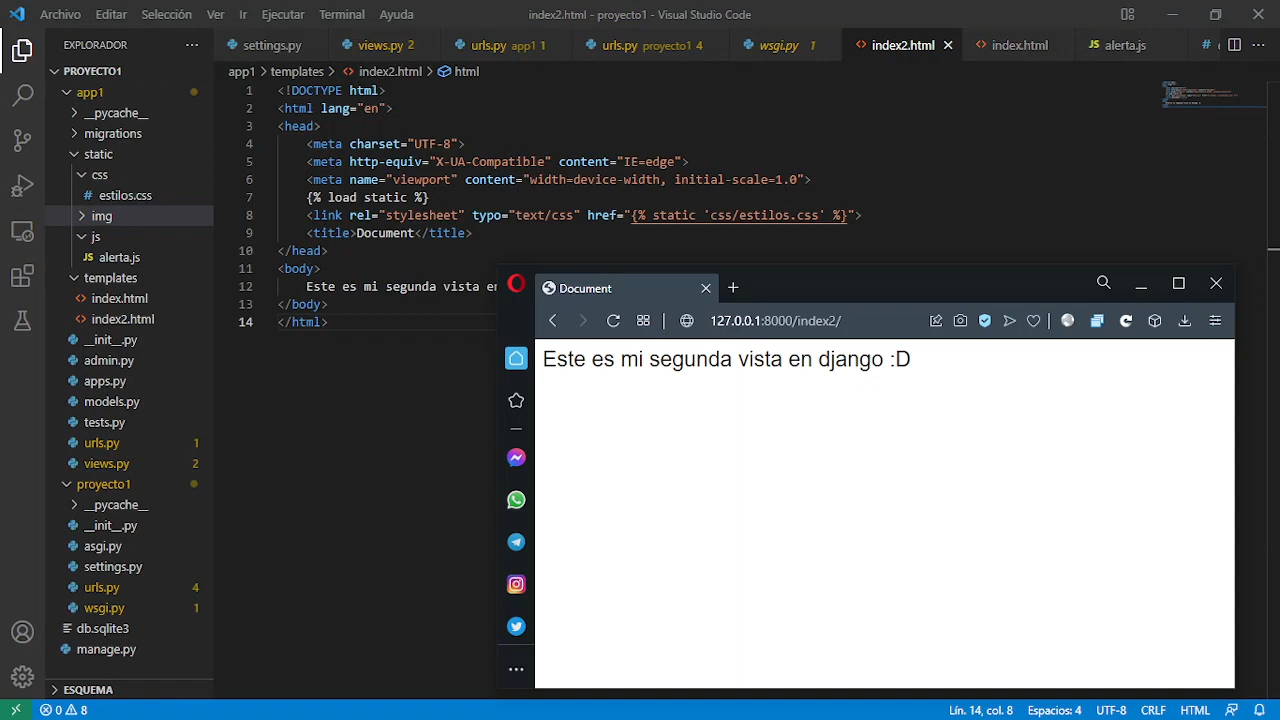 Archivo Editar Selección Ver Ir Ejecutar Terminal Ayuda
index2.html - proyecto1 - Visual Studio Code
EXPLORADOR
settings.py
views.py 2
urls.py app1 1
urls.py proyecto1 4
wsgi.py 1
index2.html
index.html
alerta.js
#
app1 > templates > index2.html > html
PROYECTO1
app1
__pycache__
migrations
static
css
# estilos.css
img
js
JS alerta.js
templates
index.html
index2.html
__init__.py
admin.py
apps.py
models.py
tests.py
urls.py 1
views.py 2
proyecto1
__pycache__
__init__.py
asgi.py
settings.py
urls.py 4
wsgi.py 1
db.sqlite3
manage.py
ESQUEMA
1 <!DOCTYPE html>
2 <html lang="en">
3 <head>
4 <meta charset="UTF-8">
5 <meta http-equiv="X-UA-Compatible" content="IE=edge">
6 <meta name="viewport" content="width=device-width, initial-scale=1.0">
7 {% load static %}
8 <link rel="stylesheet" typo="text/css" href="{% static 'css/estilos.css' %}">
9 <title>Document</title>
10 </head>
11 <body>
12 Este es mi segunda vista en
13 </body>
14 </html>
Document
127.0.0.1:8000/index2/
Este es mi segunda vista en django :D
0 8
Lín. 14, col. 8 Espacios: 4 UTF-8 CRLF HTML